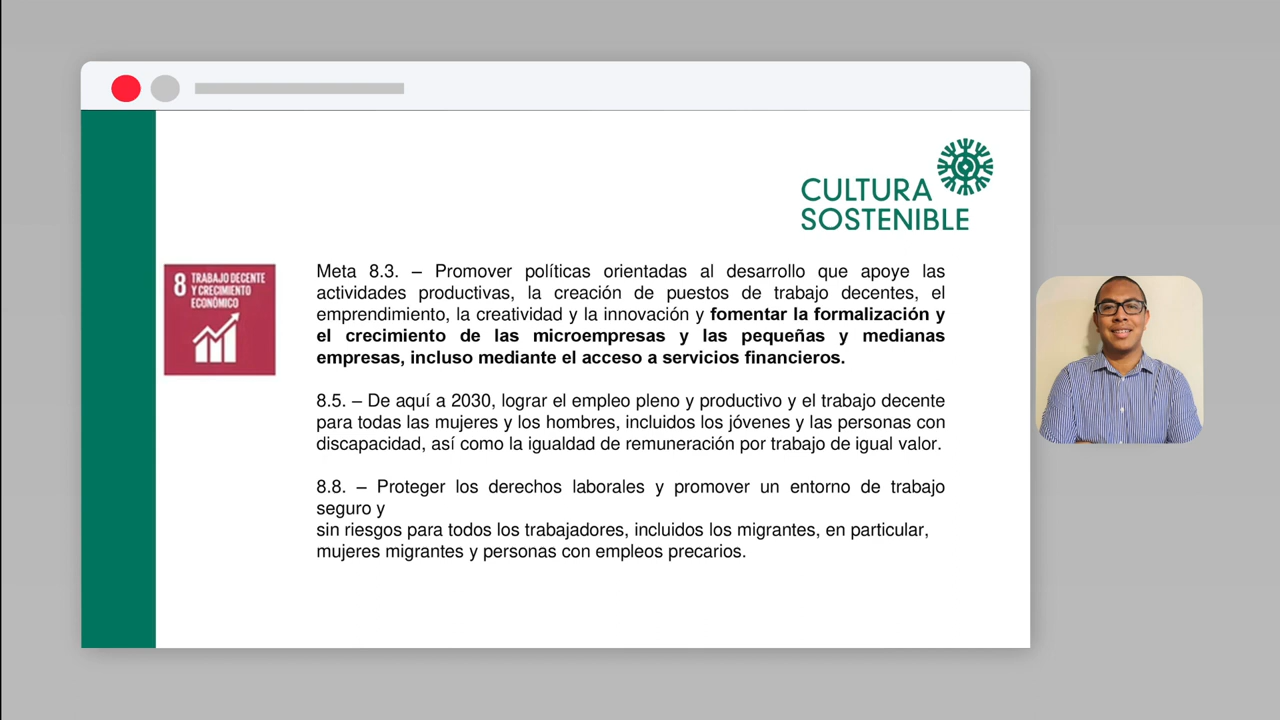 CULTURA
SOSTENIBLE
8 TRABAJO DECENTE
Y CRECIMIENTO
ECONÓMICO
Meta 8.3. – Promover políticas orientadas al desarrollo que apoye las
actividades productivas, la creación de puestos de trabajo decentes, el
emprendimiento, la creatividad y la innovación y fomentar la formalización y
el crecimiento de las microempresas y las pequeñas y medianas
empresas, incluso mediante el acceso a servicios financieros.
8.5. – De aquí a 2030, lograr el empleo pleno y productivo y el trabajo decente
para todas las mujeres y los hombres, incluidos los jóvenes y las personas con
discapacidad, así como la igualdad de remuneración por trabajo de igual valor.
8.8. – Proteger los derechos laborales y promover un entorno de trabajo
seguro y
sin riesgos para todos los trabajadores, incluidos los migrantes, en particular,
mujeres migrantes y personas con empleos precarios.